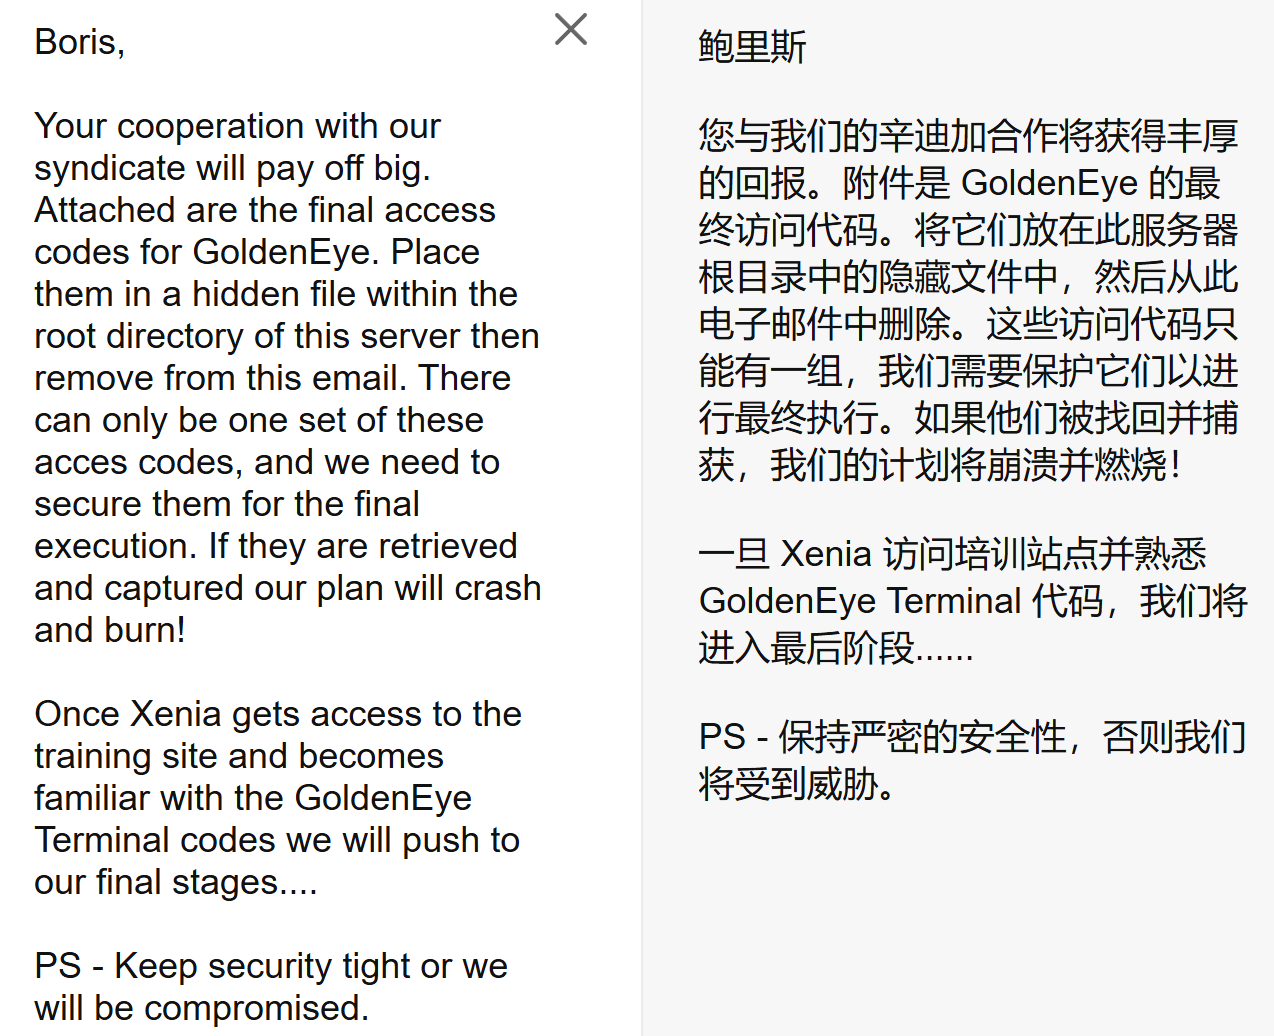 Boris,
Your cooperation with our
syndicate will pay off big.
Attached are the final access
codes for GoldenEye. Place
them in a hidden file within the
root directory of this server then
remove from this email. There
can only be one set of these
acces codes, and we need to
secure them for the final
execution. If they are retrieved
and captured our plan will crash
and burn!
Once Xenia gets access to the
training site and becomes
familiar with the GoldenEye
Terminal codes we will push to
our final stages....
PS - Keep security tight or we
will be compromised.
鲍里斯
您与我们的辛迪加合作将获得丰厚
的回报。附件是 GoldenEye 的最
终访问代码。将它们放在此服务器
根目录中的隐藏文件中，然后从此
电子邮件中删除。这些访问代码只
能有一组，我们需要保护它们以进
行最终执行。如果他们被找回并捕
获，我们的计划将崩溃并燃烧！
一旦 Xenia 访问培训站点并熟悉
GoldenEye Terminal 代码，我们将
进入最后阶段......
PS - 保持严密的安全性，否则我们
将受到威胁。